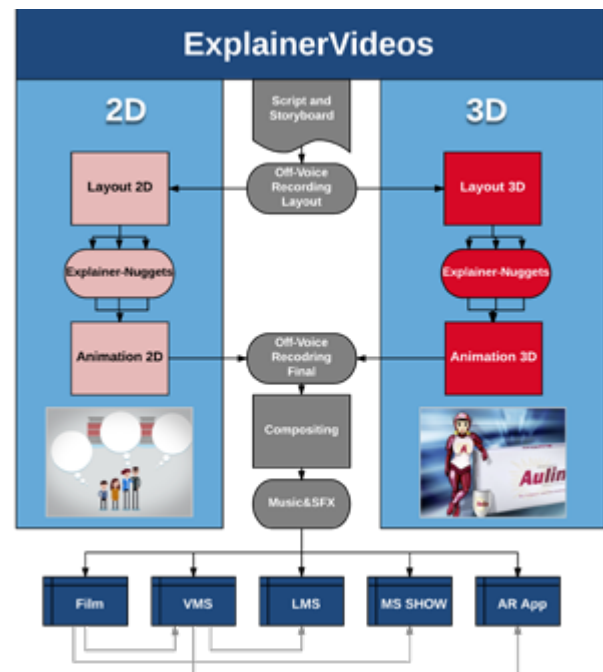 ExplainerVideos
2D
Script and
Storyboard
3D
Layout 2D
Off-Voice
Recording
Layout
Layout 3D
Explainer-Nuggets
Explainer-Nuggets
Animation 2D
Off-Voice
Recodring
Final
Animation 3D
Compositing
Aulin
Music&SFX
Film
VMS
LMS
MS SHOW
AR App